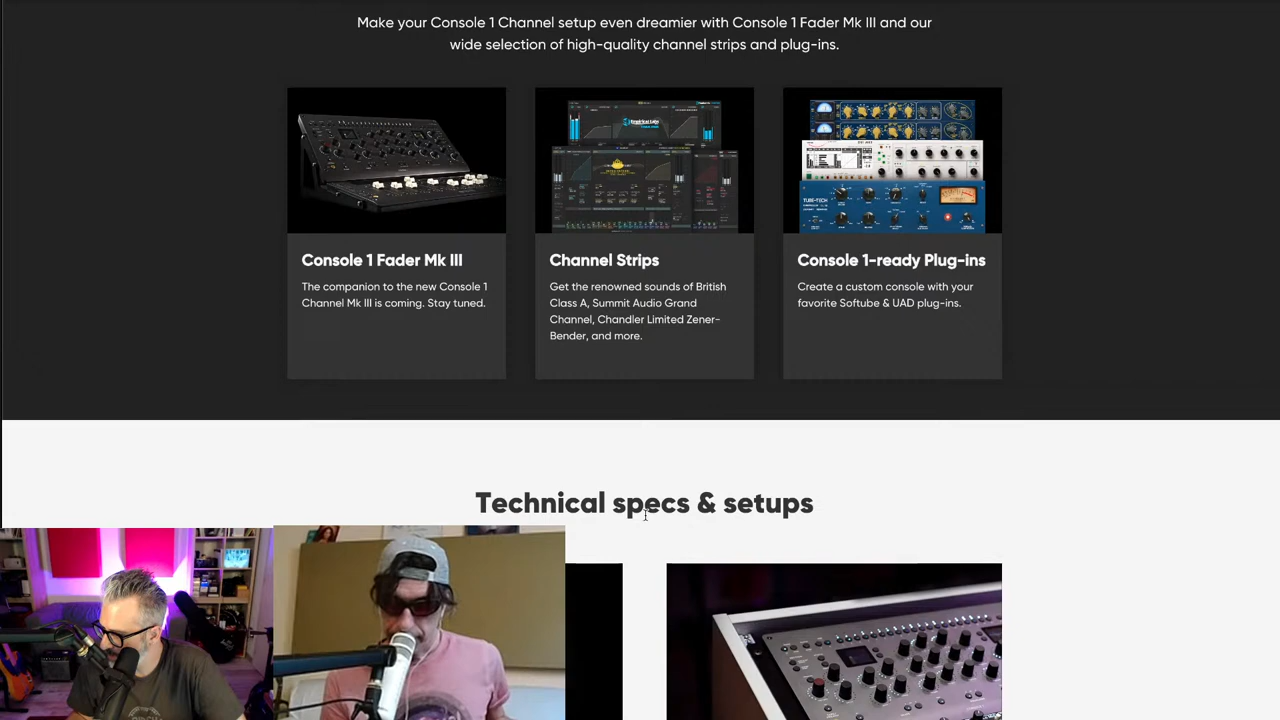 Make your Console 1 Channel setup even dreamier with Console 1 Fader Mk III and our
wide selection of high-quality channel strips and plug-ins.
TUBE-TECH
Console 1 Fader Mk III
The companion to the new Console 1
Channel Mk III is coming. Stay tuned.
Channel Strips
Get the renowned sounds of British
Class A, Summit Audio Grand
Channel, Chandler Limited Zener-
Bender, and more.
Console 1-ready Plug-ins
Create a custom console with your
favorite Softube & UAD plug-ins.
Technical specs & setups